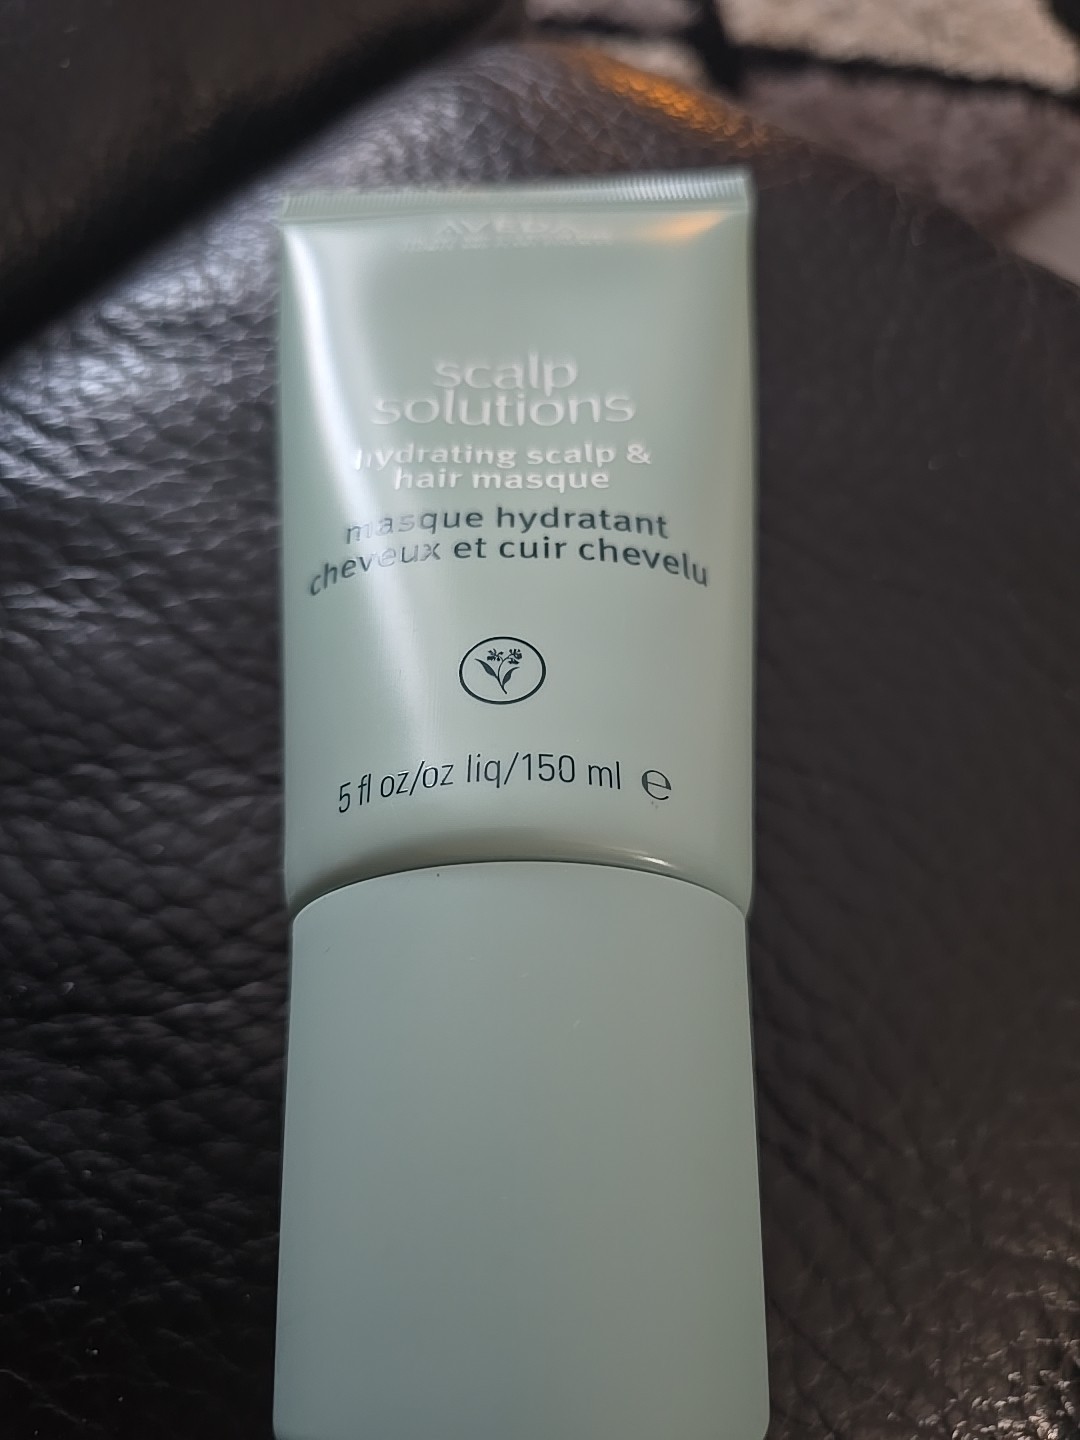 AVEDA
scalp
solutions
hydrating scalp &
hair masque
masque hydratant
cheveux et cuir chevelu
5 fl oz/oz liq/150 ml ℮